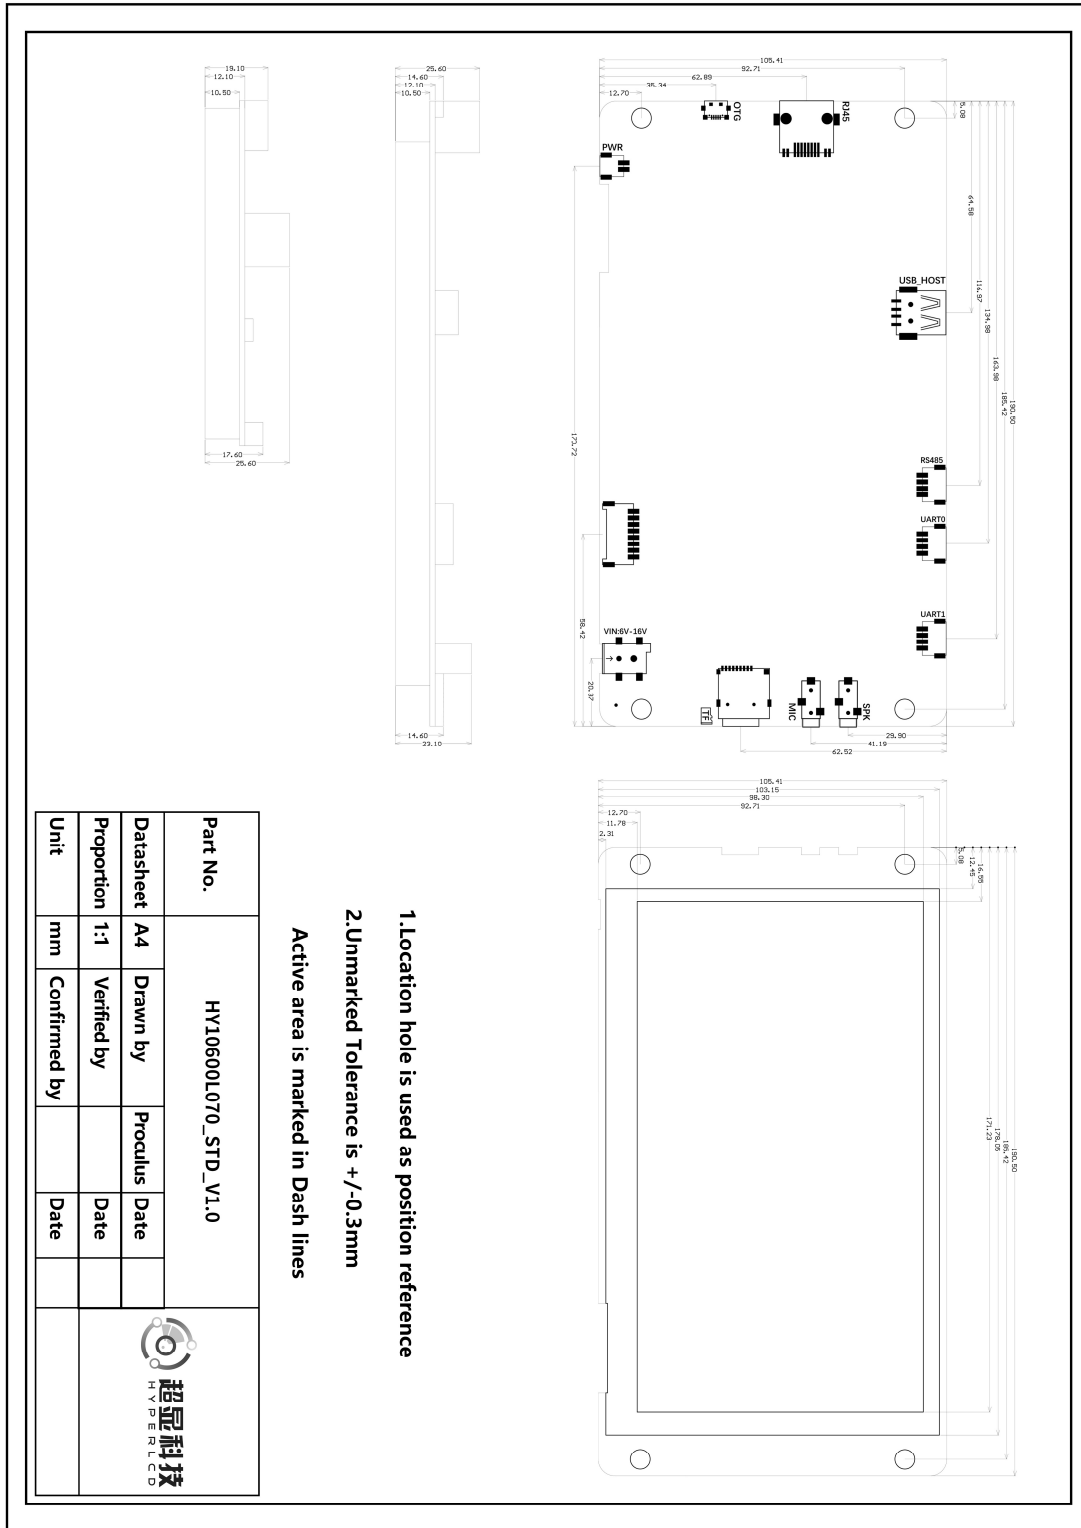 19.10
12.10
10.50
17.60
25.60
25.60
14.60
12.10
10.50
14.60
23.10
105.41
92.71
62.89
35.34
12.70
OTG
RJ45
PWR
5.08
64.58
USB_HOST
116.97
134.98
163.98
185.42
190.50
173.72
RS485
UART0
58.42
UART1
VIN:6V-16V
20.37
TF
MIC
SPK
29.90
41.19
62.52
105.41
103.15
98.30
92.71
12.70
11.78
2.31
5.08
12.45
16.55
171.23
178.05
185.42
190.50
1.Location hole is used as position reference
2.Unmarked Tolerance is +/-0.3mm
Active area is marked in Dash lines
Part No. HY10600L070_STD_V1.0
Datasheet A4 Drawn by Proculus Date
Proportion 1:1 Verified by Date
Unit mm Confirmed by Date
超显科技
HYPERLCD